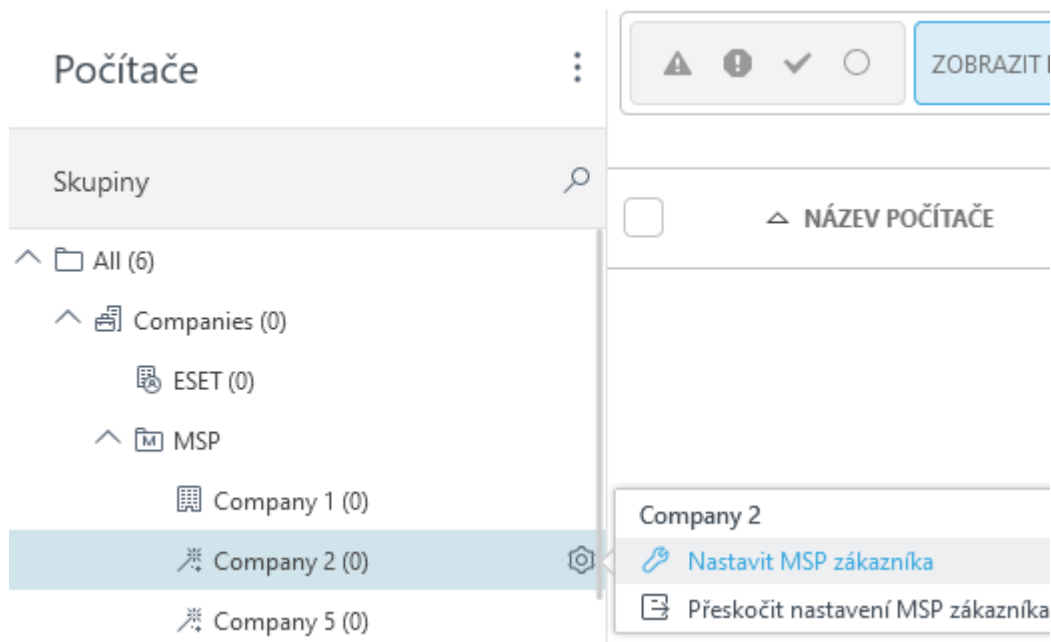 Počítače
ZOBRAZIT
Skupiny
NÁZEV POČÍTAČE
All (6)
Companies (0)
ESET (0)
MSP
Company 1 (0)
Company 2
Company 2 (0)
Nastavit MSP zákazníka
Přeskočit nastavení MSP zákazníka
Company 5 (0)